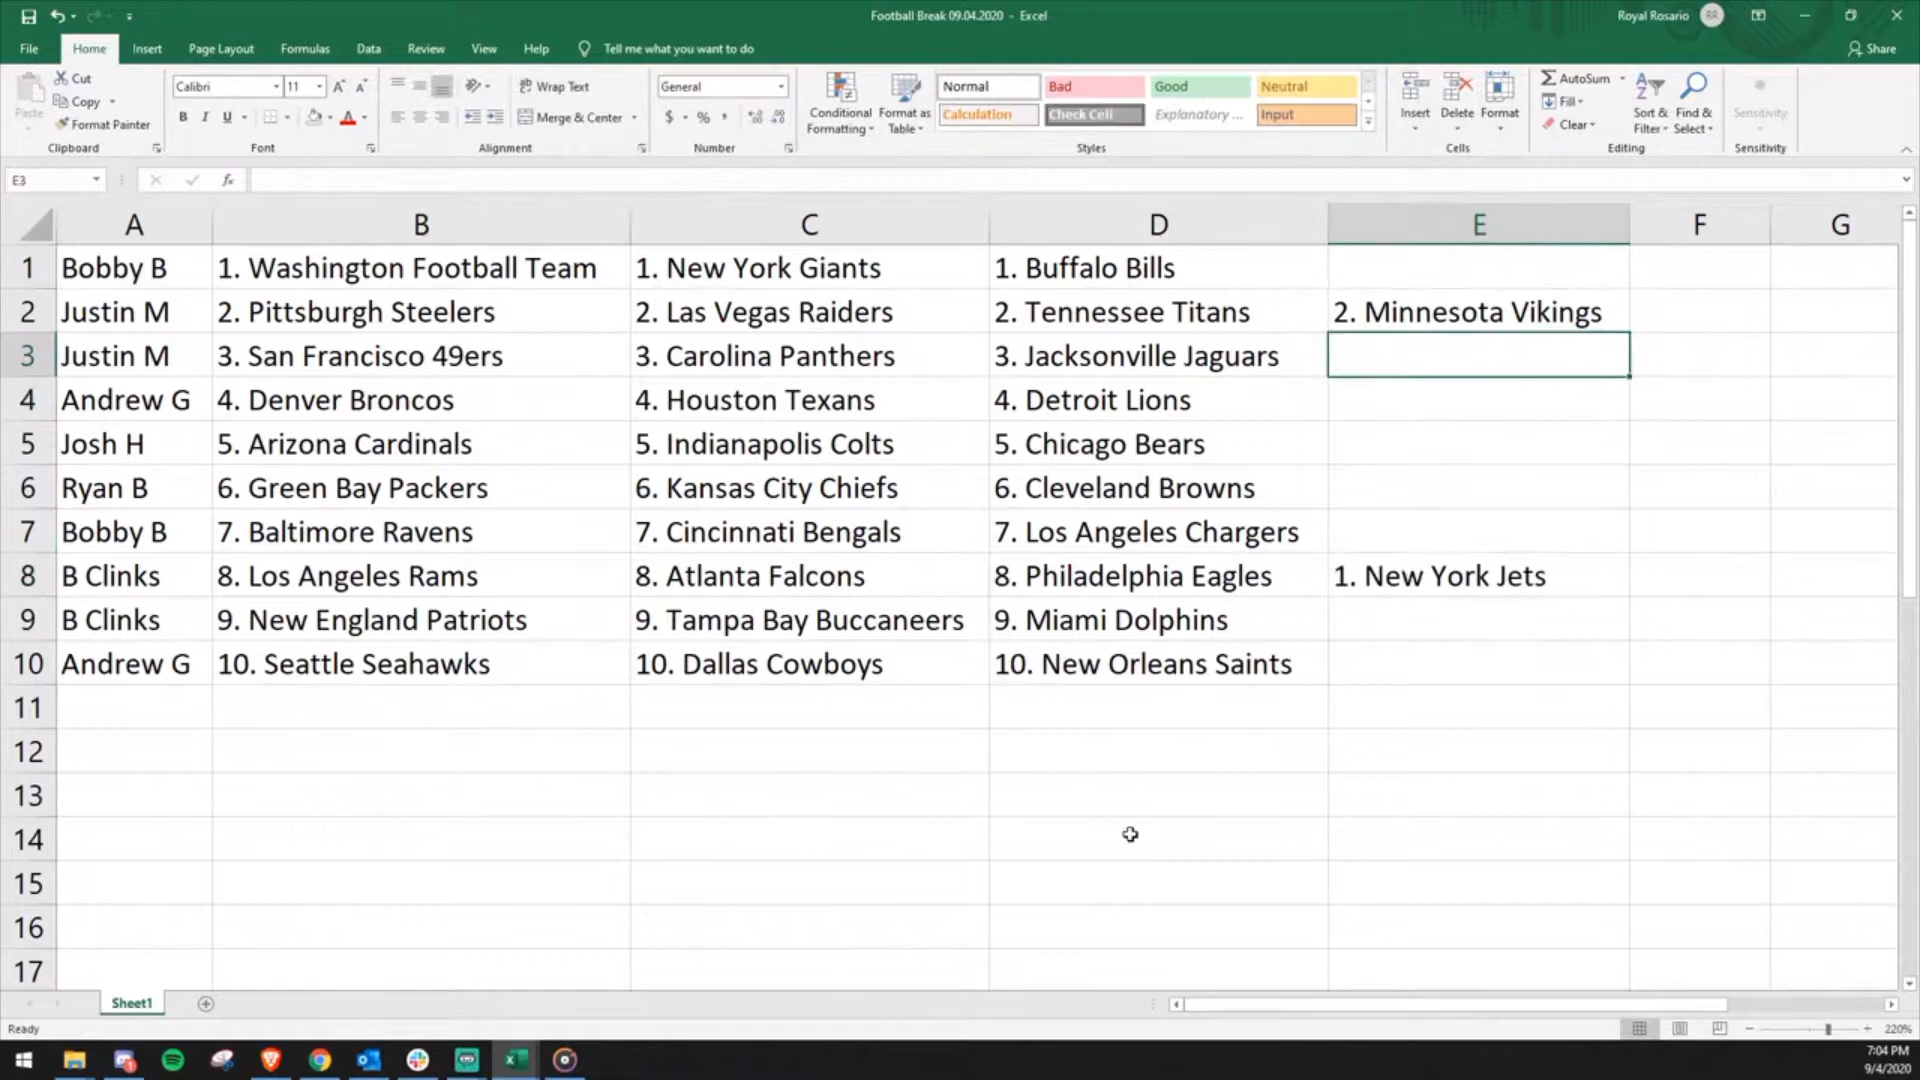 Football Break 09.04.2020 - Excel
Royal Rosario RR
File Home Insert Page Layout Formulas Data Review View Help Tell me what you want to do Share
Paste Cut Copy Format Painter Clipboard
Calibri 11 A A B I U A Font
Wrap Text Merge & Center Alignment
General $ % , Number
Conditional Formatting Format as Table
Normal Bad Good Neutral
Calculation Check Cell Explanatory ... Input
Styles
Insert Delete Format Cells
AutoSum Fill Clear Sort & Filter Find & Select Editing
Sensitivity Sensitivity
E3 fx
A B C D E F G
1 Bobby B 1. Washington Football Team 1. New York Giants 1. Buffalo Bills
2 Justin M 2. Pittsburgh Steelers 2. Las Vegas Raiders 2. Tennessee Titans 2. Minnesota Vikings
3 Justin M 3. San Francisco 49ers 3. Carolina Panthers 3. Jacksonville Jaguars
4 Andrew G 4. Denver Broncos 4. Houston Texans 4. Detroit Lions
5 Josh H 5. Arizona Cardinals 5. Indianapolis Colts 5. Chicago Bears
6 Ryan B 6. Green Bay Packers 6. Kansas City Chiefs 6. Cleveland Browns
7 Bobby B 7. Baltimore Ravens 7. Cincinnati Bengals 7. Los Angeles Chargers
8 B Clinks 8. Los Angeles Rams 8. Atlanta Falcons 8. Philadelphia Eagles 1. New York Jets
9 B Clinks 9. New England Patriots 9. Tampa Bay Buccaneers 9. Miami Dolphins
10 Andrew G 10. Seattle Seahawks 10. Dallas Cowboys 10. New Orleans Saints
11
12
13
14
15
16
17
Sheet1
Ready 220%
7:04 PM
9/4/2020